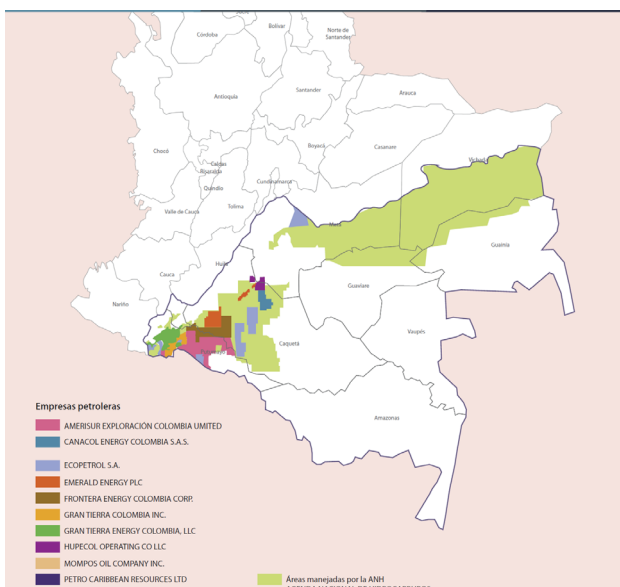 Córdoba
Bolívar
Norte de
Santander
Antioquia
Santander
Arauca
Chocó
Boyacá
Casanare
Vichada
Caldas
Risaralda
Quindío
Cundinamarca
Valle de Cauca
Tolima
Meta
Guainía
Cauca
Huila
Guaviare
Nariño
Vaupés
Caquetá
Putumayo
Amazonas
Empresas petroleras
AMERISUR EXPLORACIÓN COLOMBIA UNITED
CANACOL ENERGY COLOMBIA S.A.S.
ECOPETROL S.A.
EMERALD ENERGY PLC
FRONTERA ENERGY COLOMBIA CORP.
GRAN TIERRA COLOMBIA INC.
GRAN TIERRA ENERGY COLOMBIA, LLC
HUPECOL OPERATING CO LLC
MOMPOS OIL COMPANY INC.
PETRO CARIBBEAN RESOURCES LTD
Áreas manejadas por la ANH